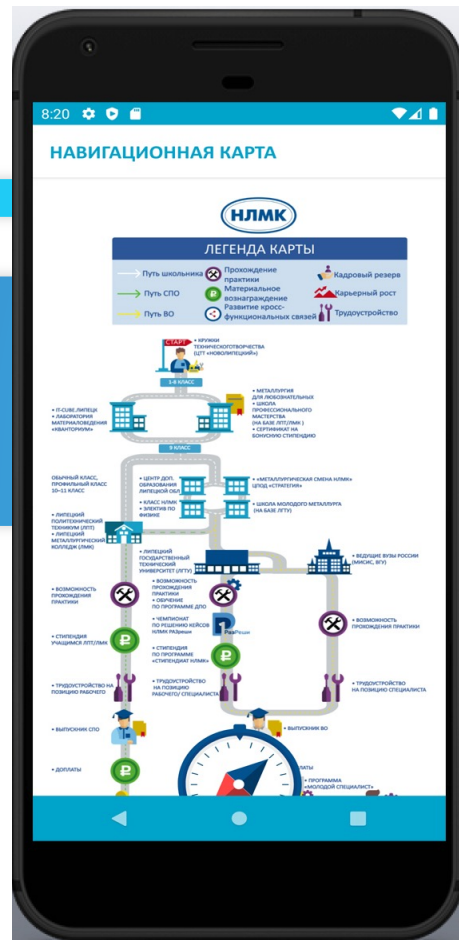 8:20
НАВИГАЦИОННАЯ КАРТА
НЛМК
ЛЕГЕНДА КАРТЫ
Путь школьника
Путь СПО
Путь ВО
Прохождение
практики
Материальное
вознаграждение
Развитие кросс-
функциональных связей
Кадровый резерв
Карьерный рост
Трудоустройство
СТАРТ
• КРУЖКИ
ТЕХНИЧЕСКОГОТВОРЧЕСТВА
(ЦТТ «НОВОЛИПЕЦКИЙ»)
1-8 КЛАСС
• IT-CUBE.ЛИПЕЦК
• ЛАБОРАТОРИЯ
МАТЕРИАЛОВЕДЕНИЯ
«КВАНТОРИУМ»
• МЕТАЛЛУРГИЯ
ДЛЯ ЛЮБОЗНАТЕЛЬНЫХ
• ШКОЛА
ПРОФЕССИОНАЛЬНОГО
МАСТЕРСТВА
(НА БАЗЕ ЛПТ/ЛМК )
• СЕРТИФИКАТ НА
БОНУСНУЮ СТИПЕНДИЮ
9 КЛАСС
ОБЫЧНЫЙ КЛАСС,
ПРОФИЛЬНЫЙ КЛАСС
10–11 КЛАСС
• ЦЕНТР ДОП.
ОБРАЗОВАНИЯ
ЛИПЕЦКОЙ ОБЛ
• КЛАСС НЛМК
• ЭЛЕКТИВ ПО
ФИЗИКЕ
• «МЕТАЛЛУРГИЧЕСКАЯ СМЕНА НЛМК»
ЦПОД «СТРАТЕГИЯ»
• ШКОЛА МОЛОДОГО МЕТАЛЛУРГА
(НА БАЗЕ ЛГТУ)
• ЛИПЕЦКИЙ
ПОЛИТЕХНИЧЕСКИЙ
ТЕХНИКУМ (ЛПТ)
• ЛИПЕЦКИЙ
МЕТАЛЛУРГИЧЕСКИЙ
КОЛЛЕДЖ (ЛМК)
• ЛИПЕЦКИЙ
ГОСУДАРСТВЕННЫЙ
ТЕХНИЧЕСКИЙ
УНИВЕРСИТЕТ (ЛГТУ)
• ВЕДУЩИЕ ВУЗЫ РОССИИ
(МИСИС, ВГУ)
• ВОЗМОЖНОСТЬ
ПРОХОЖДЕНИЯ
ПРАКТИКИ
• ВОЗМОЖНОСТЬ
ПРОХОЖДЕНИЯ
ПРАКТИКИ
• ОБУЧЕНИЕ
ПО ПРОГРАММЕ ДПО
• ЧЕМПИОНАТ
ПО РЕШЕНИЮ КЕЙСОВ
НЛМК РАЗреши
РазРеши
• ВОЗМОЖНОСТЬ
ПРОХОЖДЕНИЯ ПРАКТИКИ
• СТИПЕНДИЯ
УЧАЩИМСЯ ЛПТ/ЛМК
• СТИПЕНДИЯ
ПО ПРОГРАММЕ
«СТИПЕНДИАТ НЛМК»
• ТРУДОУСТРОЙСТВО НА
ПОЗИЦИЮ РАБОЧЕГО
• ТРУДОУСТРОЙСТВО
НА ПОЗИЦИЮ
РАБОЧЕГО/ СПЕЦИАЛИСТА
• ТРУДОУСТРОЙСТВО
НА ПОЗИЦИЮ СПЕЦИАЛИСТА
• ВЫПУСКНИК СПО
• ВЫПУСКНИК ВО
• ДОПЛАТЫ
• ПРОГРАММА
«МОЛОДОЙ СПЕЦИАЛИСТ»